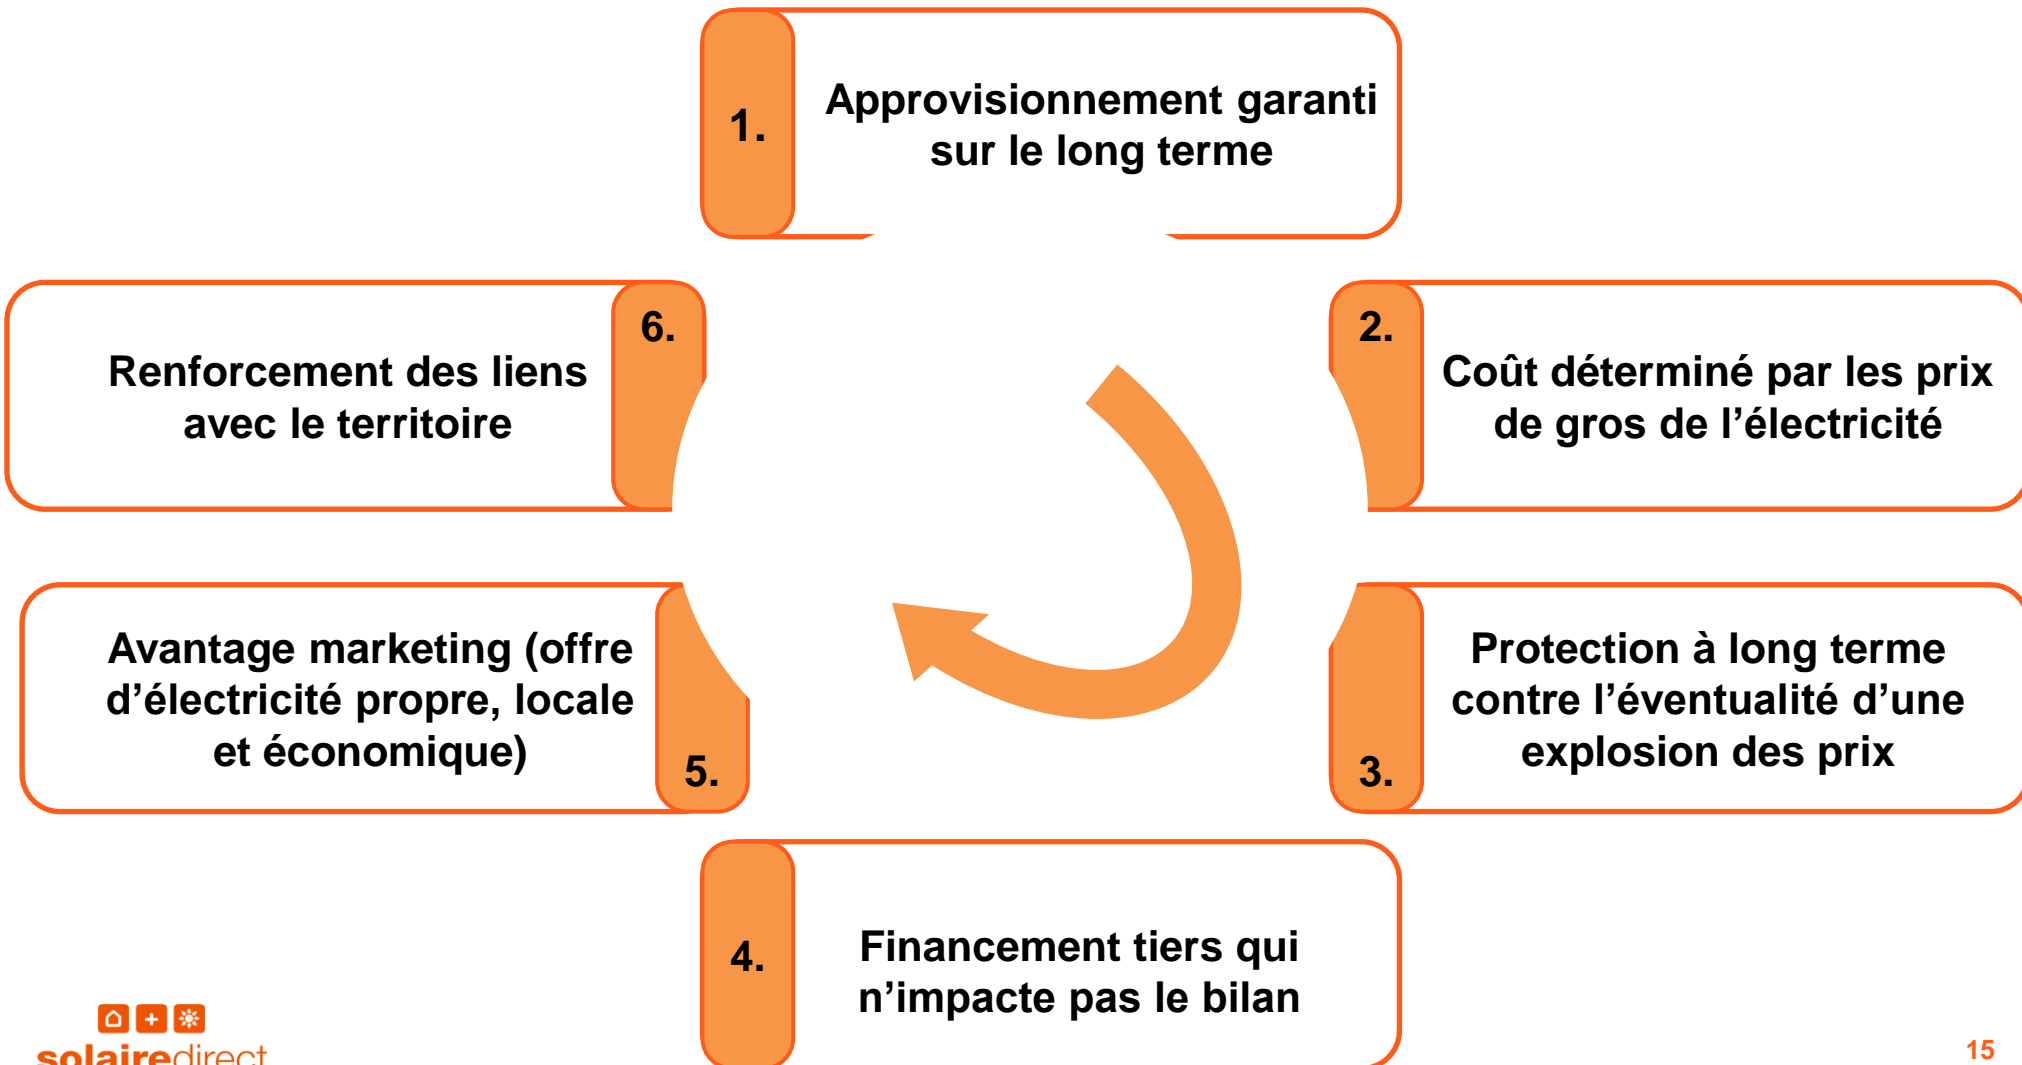 1.
Approvisionnement garanti
sur le long terme
2.
Coût déterminé par les prix
de gros de l’électricité
3.
Protection à long terme
contre l’éventualité d’une
explosion des prix
4.
Financement tiers qui
n’impacte pas le bilan
5.
Avantage marketing (offre
d’électricité propre, locale
et économique)
6.
Renforcement des liens
avec le territoire
solairedirect
15